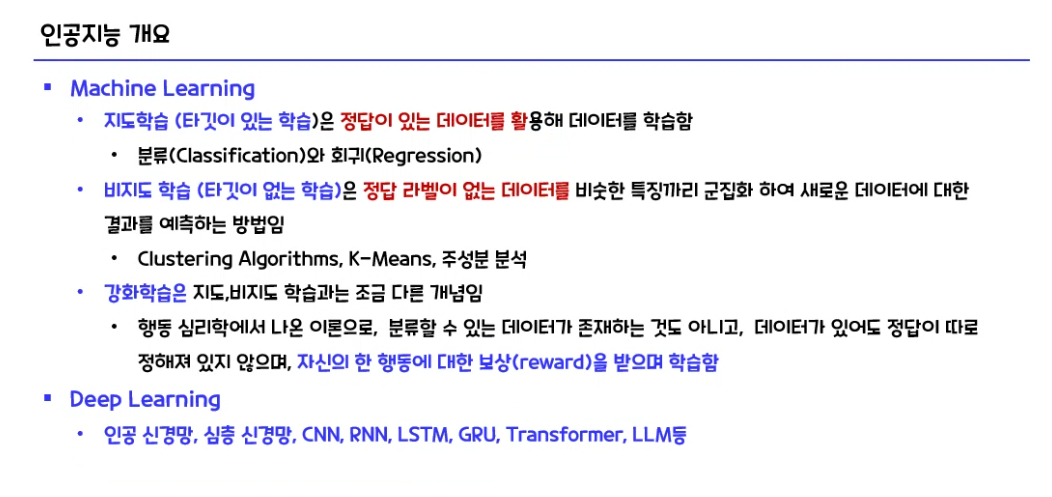 인공지능 개요
▪ Machine Learning
• 지도학습 (타깃이 있는 학습)은 정답이 있는 데이터를 활용해 데이터를 학습함
• 분류(Classification)와 회귀(Regression)
• 비지도 학습 (타깃이 없는 학습)은 정답 라벨이 없는 데이터를 비슷한 특징끼리 군집화 하여 새로운 데이터에 대한
결과를 예측하는 방법임
• Clustering Algorithms, K-Means, 주성분 분석
• 강화학습은 지도,비지도 학습과는 조금 다른 개념임
• 행동 심리학에서 나온 이론으로, 분류할 수 있는 데이터가 존재하는 것도 아니고, 데이터가 있어도 정답이 따로
정해져 있지 않으며, 자신의 한 행동에 대한 보상(reward)을 받으며 학습함
▪ Deep Learning
• 인공 신경망, 심층 신경망, CNN, RNN, LSTM, GRU, Transformer, LLM등